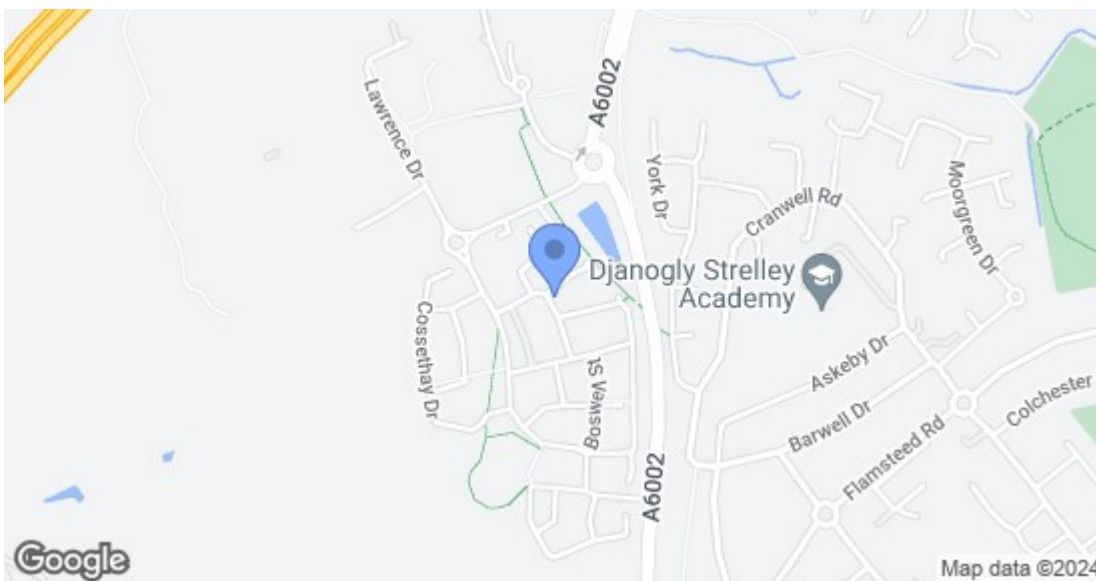 A6002
Lawrence Dr
York Dr
Cranwell Rd
Moorgreen Dr
Djanogly Strelley
Academy
Cossethay Dr
Boswell St
Askeby Dr
Barwell Dr
Flamsteed Rd
Colchester
A6002
Google
Map data ©2024